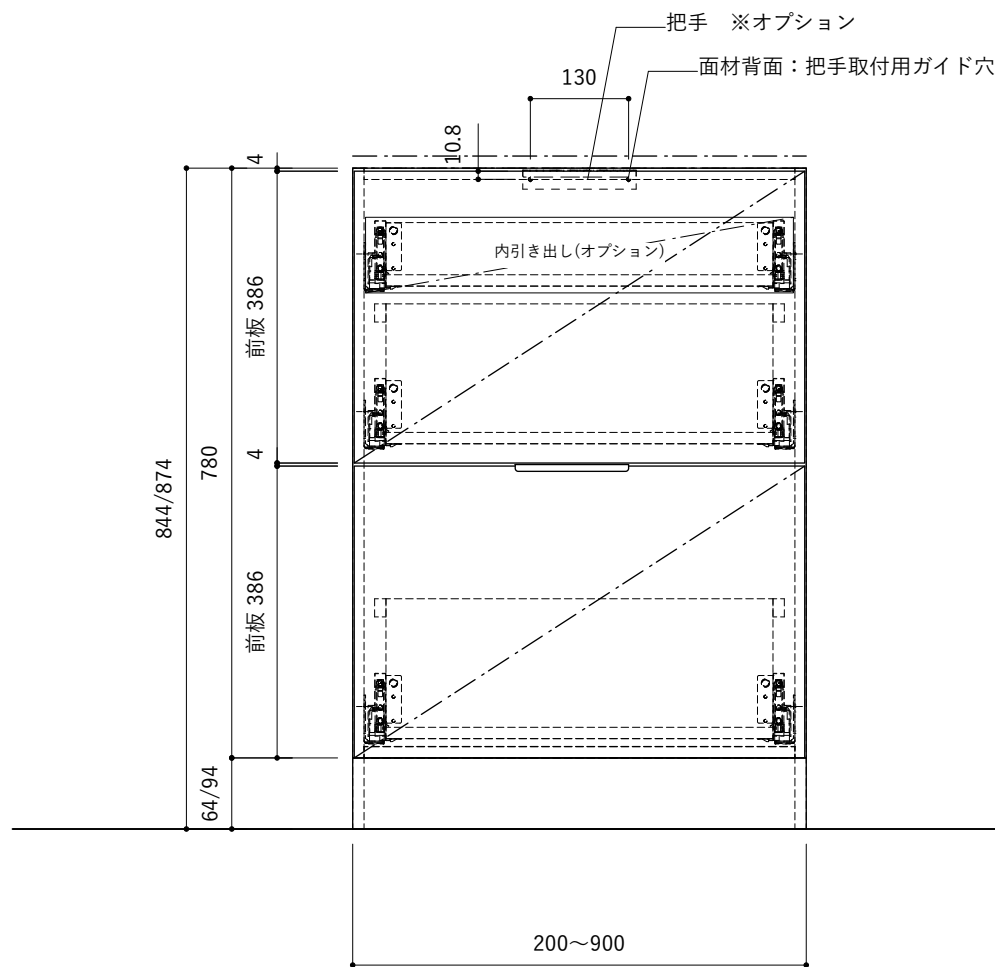 把手　※オプション
面材背面：把手取付用ガイド穴
130
10.8
4
内引き出し(オプション)
前板 386
4
780
844/874
前板 386
64/94
200～900